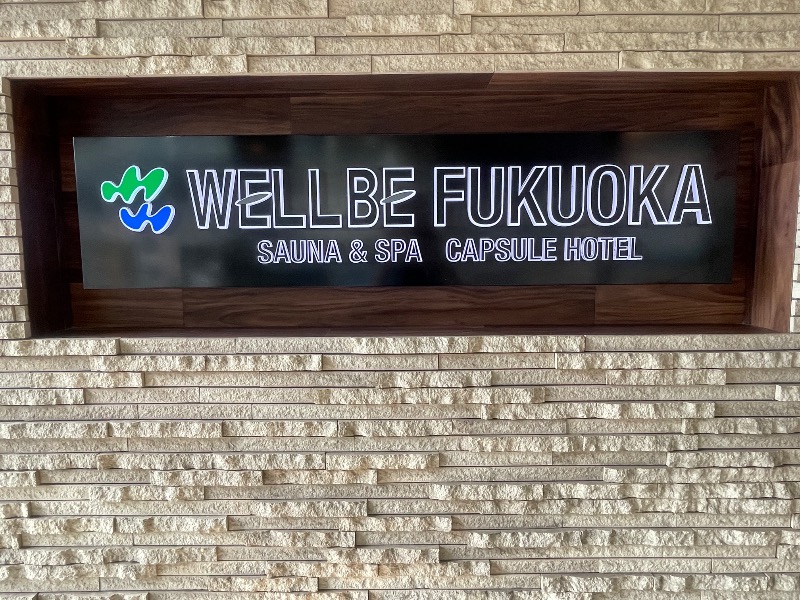 WELLBE FUKUOKA
SAUNA & SPA CAPSULE HOTEL